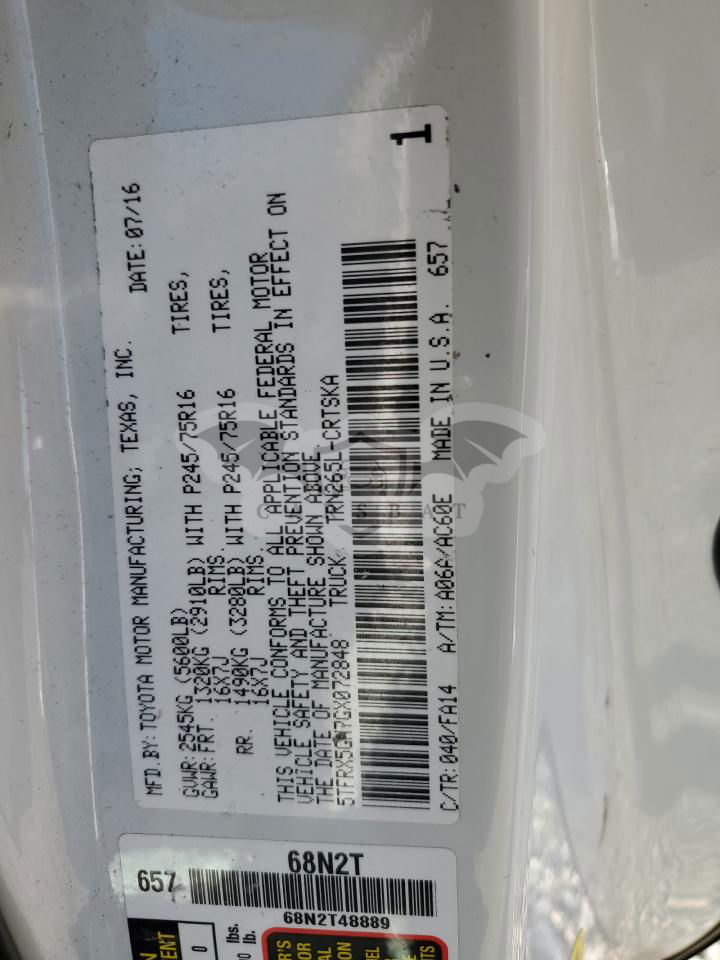 MFD.BY: TOYOTA MOTOR MANUFACTURING; TEXAS, INC. DATE: 07/16
GVWR: 2545KG (5600LB)
GAWR: FRT. 1320KG (2910LB) WITH P245/75R16 TIRES,
16X7J RIMS,
RR. 1490KG (3280LB) WITH P245/75R16 TIRES,
16X7J RIMS.
THIS VEHICLE CONFORMS TO ALL APPLICABLE FEDERAL MOTOR
VEHICLE SAFETY AND THEFT PREVENTION STANDARDS IN EFFECT ON
THE DATE OF MANUFACTURE SHOWN ABOVE.
TRUCK TRN265L-CRTSKA
C/TR: 040/FA14 A/TM: A06A/AC60E MADE IN U.S.A. 657
1
657 68N2T
68N2T48889
lbs.
0